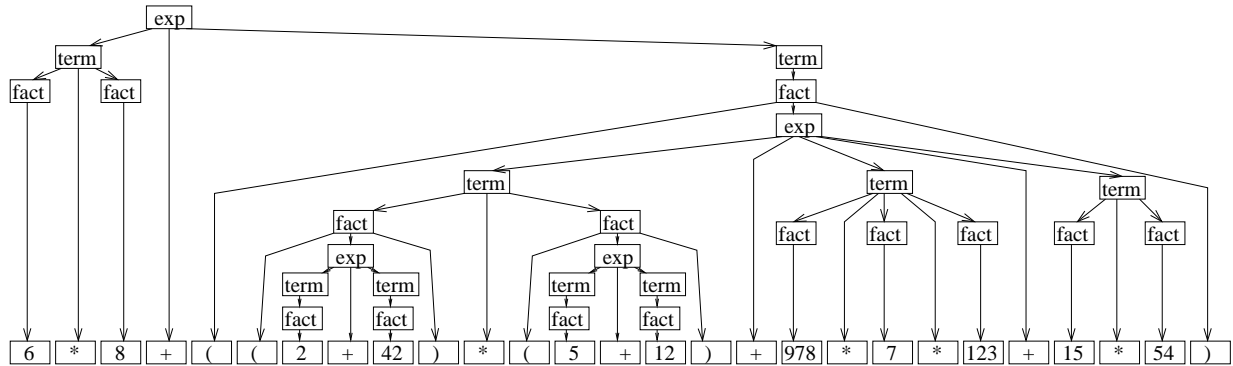 exp
term term
fact fact fact
exp
term term term
fact fact fact fact fact fact fact
exp exp
term term term term
fact fact fact fact
6 * 8 + ( ( 2 + 42 ) * ( 5 + 12 ) + 978 * 7 * 123 + 15 * 54 )